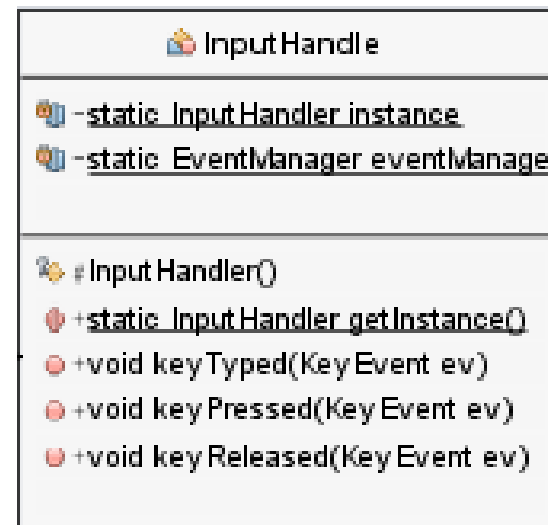 InputHandle
-static InputHandler instance
-static EventManager eventManage
#InputHandler()
+static InputHandler getInstance()
+void keyTyped(KeyEvent ev)
+void keyPressed(KeyEvent ev)
+void keyReleased(KeyEvent ev)